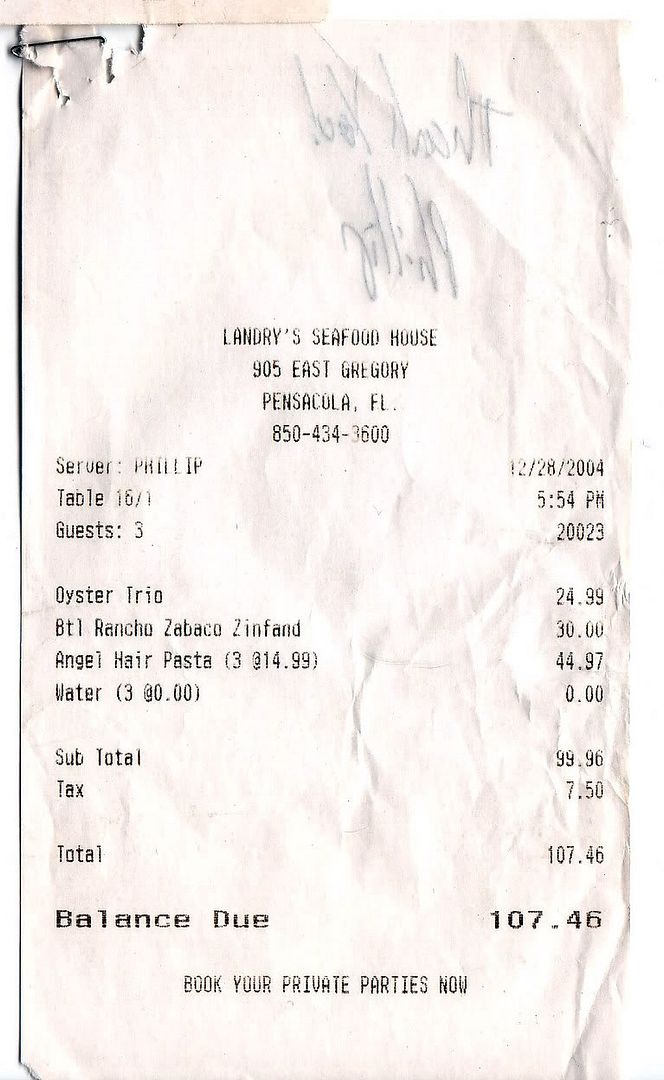 Thank You!
Phillip
LANDRY'S SEAFOOD HOUSE
905 EAST GREGORY
PENSACOLA, FL.
850-434-3600
Server: PHILLIP 12/28/2004
Table 16/1 5:54 PM
Guests: 3 20023
Oyster Trio 24.99
Btl Rancho Zabaco Zinfand 30.00
Angel Hair Pasta (3 @14.99) 44.97
Water (3 @0.00) 0.00
Sub Total 99.96
Tax 7.50
Total 107.46
Balance Due 107.46
BOOK YOUR PRIVATE PARTIES NOW